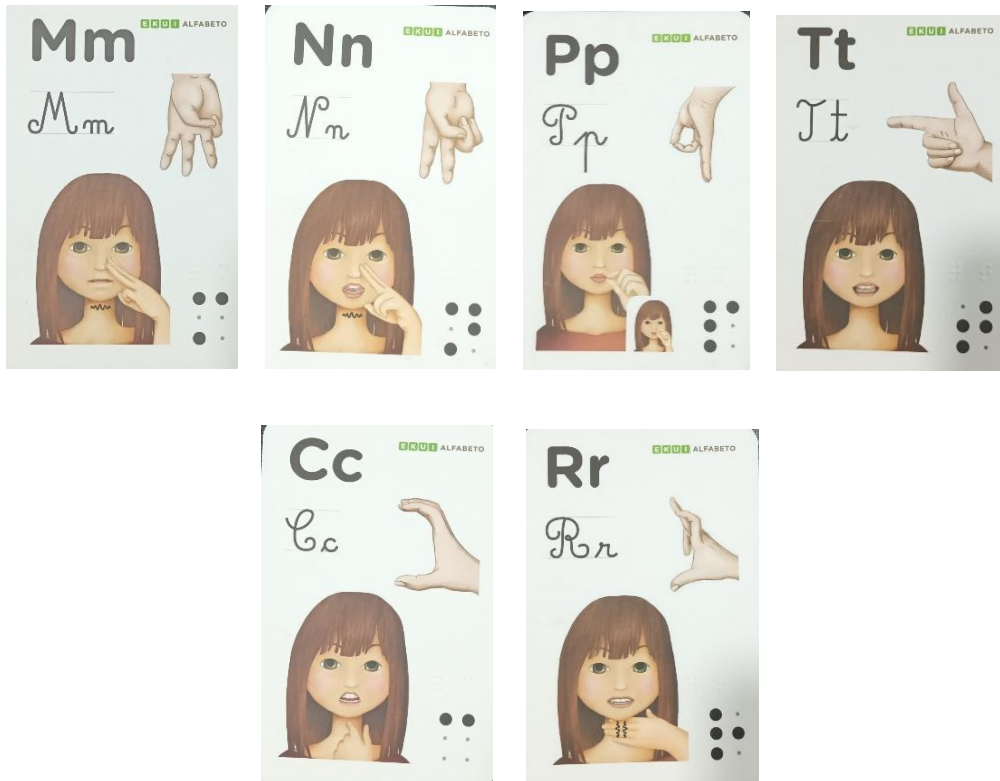 Mm EKUI ALFABETO
Mm
Nn EKUI ALFABETO
Nn
Pp EKUI ALFABETO
Pp
Tt EKUI ALFABETO
Tt
Cc EKUI ALFABETO
Cc
Rr EKUI ALFABETO
Rr